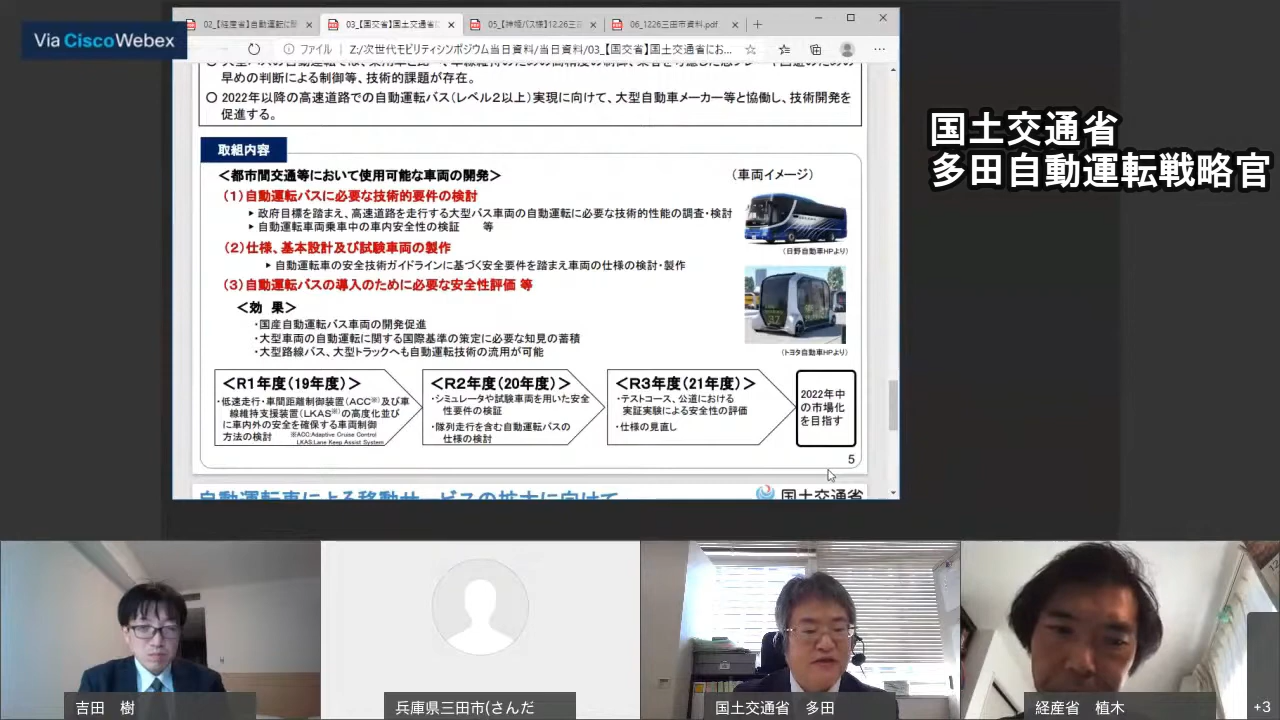 Via Cisco Webex
02_【経産省】自動運転に
03_【国交省】国土交通省に
05_【神姫バス様】12.26三
06_1226三田市資料.pdf
ファイル Z:/次世代モビリティシンポジウム当日資料/当日資料/03_【国交省】国土交通省にお...
早めの判断による制御等、技術的課題が存在。
○ 2022年以降の高速道路での自動運転バス（レベル２以上）実現に向けて、大型自動車メーカー等と協働し、技術開発を
促進する。
取組内容
＜都市間交通等において使用可能な車両の開発＞
（車両イメージ）
（１）自動運転バスに必要な技術的要件の検討
▶ 政府目標を踏まえ、高速道路を走行する大型バス車両の自動運転に必要な技術的性能の調査・検討
▶ 自動運転車両乗車中の車内安全性の検証 等
（日野自動車HPより）
（２）仕様、基本設計及び試験車両の製作
▶ 自動運転車の安全技術ガイドラインに基づく安全要件を踏まえ車両の仕様の検討・製作
（３）自動運転バスの導入のために必要な安全性評価 等
＜効 果＞
・国産自動運転バス車両の開発促進
・大型車両の自動運転に関する国際基準の策定に必要な知見の蓄積
・大型路線バス、大型トラックへも自動運転技術の流用が可能
（トヨタ自動車HPより）
＜Ｒ１年度（19年度）＞
・低速走行・車間距離制御装置（ACC※）及び車
線維持支援装置（LKAS※）の高度化並び
に車内外の安全を確保する車両制御
方法の検討 ※ACC:Adaptive Cruise Control
LKAS:Lane Keep Assist System
＜Ｒ２年度（20年度）＞
・シミュレータや試験車両を用いた安全
性要件の検証
・隊列走行を含む自動運転バスの
仕様の検討
＜Ｒ３年度（21年度）＞
・テストコース、公道における
実証実験による安全性の評価
・仕様の見直し
2022年中
の市場化
を目指す
5
自動運転車による移動サービスの拡大に向けて
国土交通省
国土交通省
多田自動運転戦略官
吉田 樹
兵庫県三田市(さんだ
国土交通省 多田
経産省 植木
+3